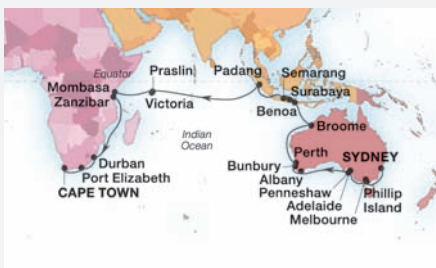 Equator
Praslin
Padang
Semarang
Mombasa
Surabaya
Zanzibar
Victoria
Benoa
Broome
Indian
Ocean
Perth
SYDNEY
Durban
Bunbury
Port Elizabeth
Albany
CAPE TOWN
Penneshaw
Phillip
Island
Adelaide
Melbourne